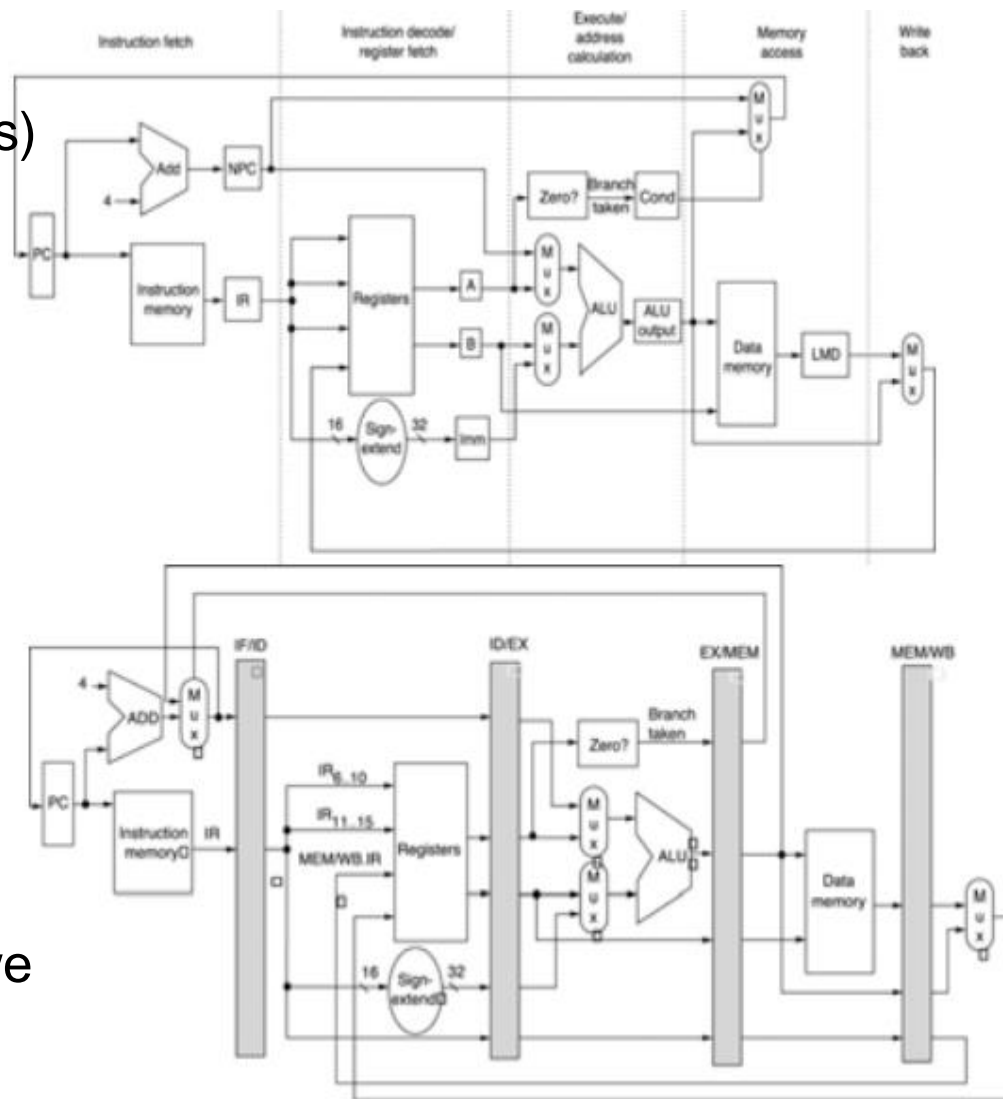 Instruction fetch
Instruction decode/
register fetch
Execute/
address
calculation
Memory
access
Write
back
s)
M
u
x
Add
NPC
4
Zero?
Branch
taken
Cond
PC
Instruction
memory
IR
Registers
A
B
M
u
x
M
u
x
ALU
ALU
output
Data
memory
LMD
M
u
x
16
Sign-
extend
32
Imm
IF/ID
ID/EX
EX/MEM
MEM/WB
4
ADD
M
u
x
Zero?
Branch
taken
PC
Instruction
memory
IR
IR6..10
IR11..15
MEM/WB.IR
Registers
M
u
x
M
u
x
ALU
Data
memory
M
u
x
ve
16
Sign-
extend
32